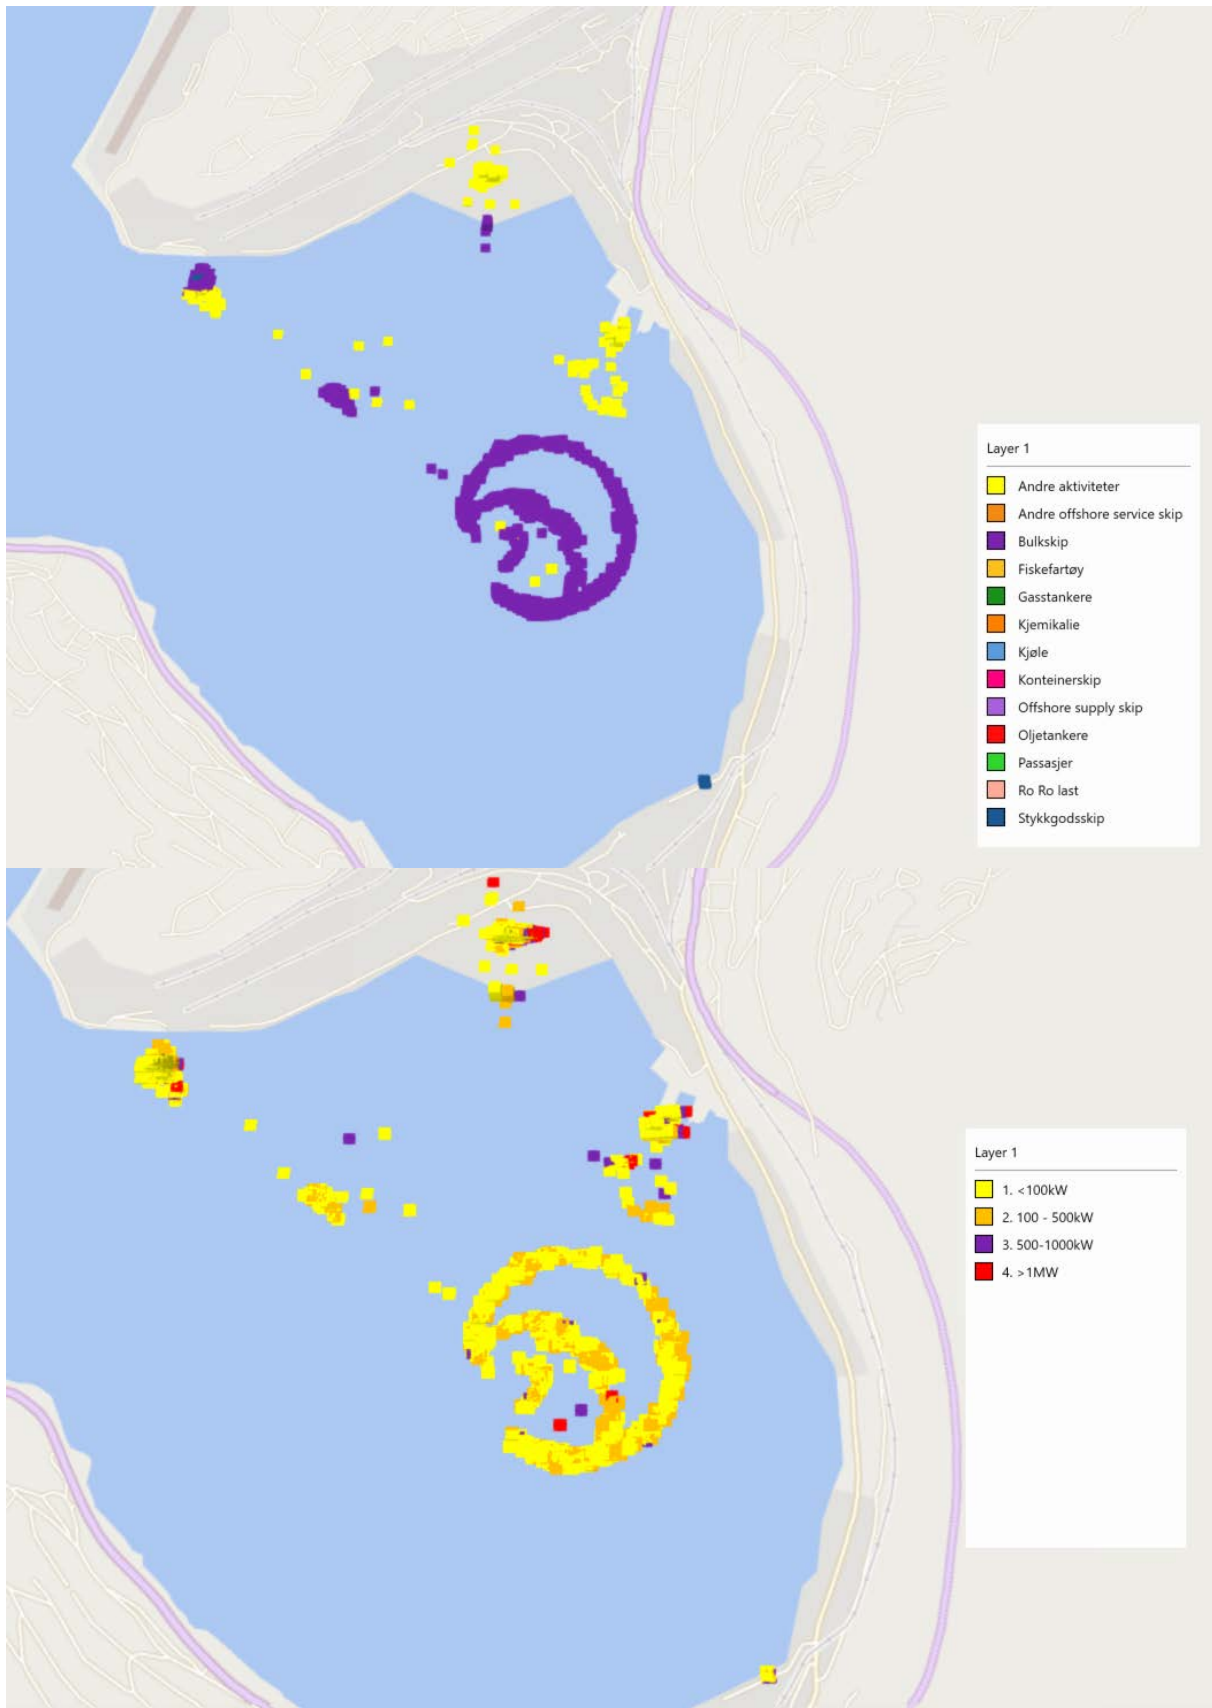 Layer 1
Andre aktiviteter
Andre offshore service skip
Bulkskip
Fiskefartøy
Gasstankere
Kjemikalie
Kjøle
Konteinerskip
Offshore supply skip
Oljetankere
Passasjer
Ro Ro last
Stykkgodsskip
Layer 1
1. <100kW
2. 100 - 500kW
3. 500-1000kW
4. >1MW